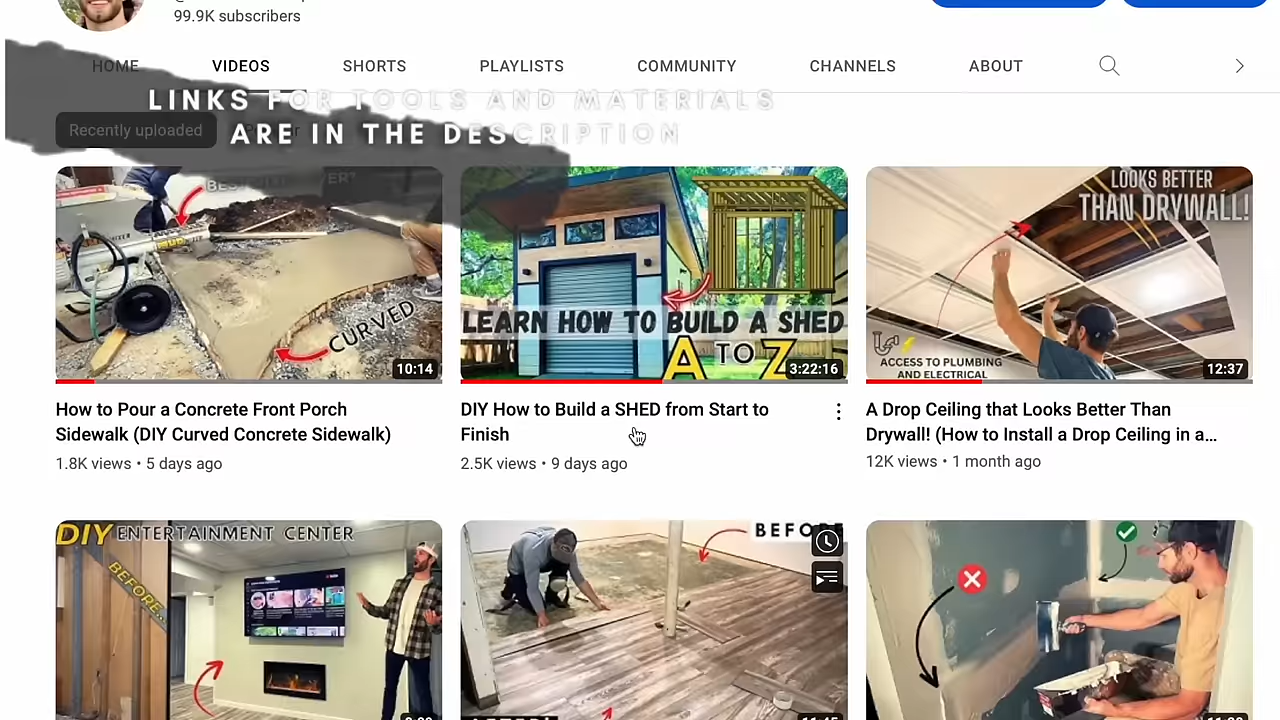 99.9K subscribers
HOME VIDEOS SHORTS PLAYLISTS COMMUNITY CHANNELS ABOUT
LINKS FOR TOOLS AND MATERIALS
ARE IN THE DESCRIPTION
Recently uploaded
CURVED
10:14
LEARN HOW TO BUILD A SHED
A TO Z
3:22:16
LOOKS BETTER
THAN DRYWALL!
ACCESS TO PLUMBING
AND ELECTRICAL
12:37
How to Pour a Concrete Front Porch
Sidewalk (DIY Curved Concrete Sidewalk)
1.8K views • 5 days ago
DIY How to Build a SHED from Start to
Finish
2.5K views • 9 days ago
A Drop Ceiling that Looks Better Than
Drywall! (How to Install a Drop Ceiling in a...
12K views • 1 month ago
DIY ENTERTAINMENT CENTER
BEFORE
BEFORE